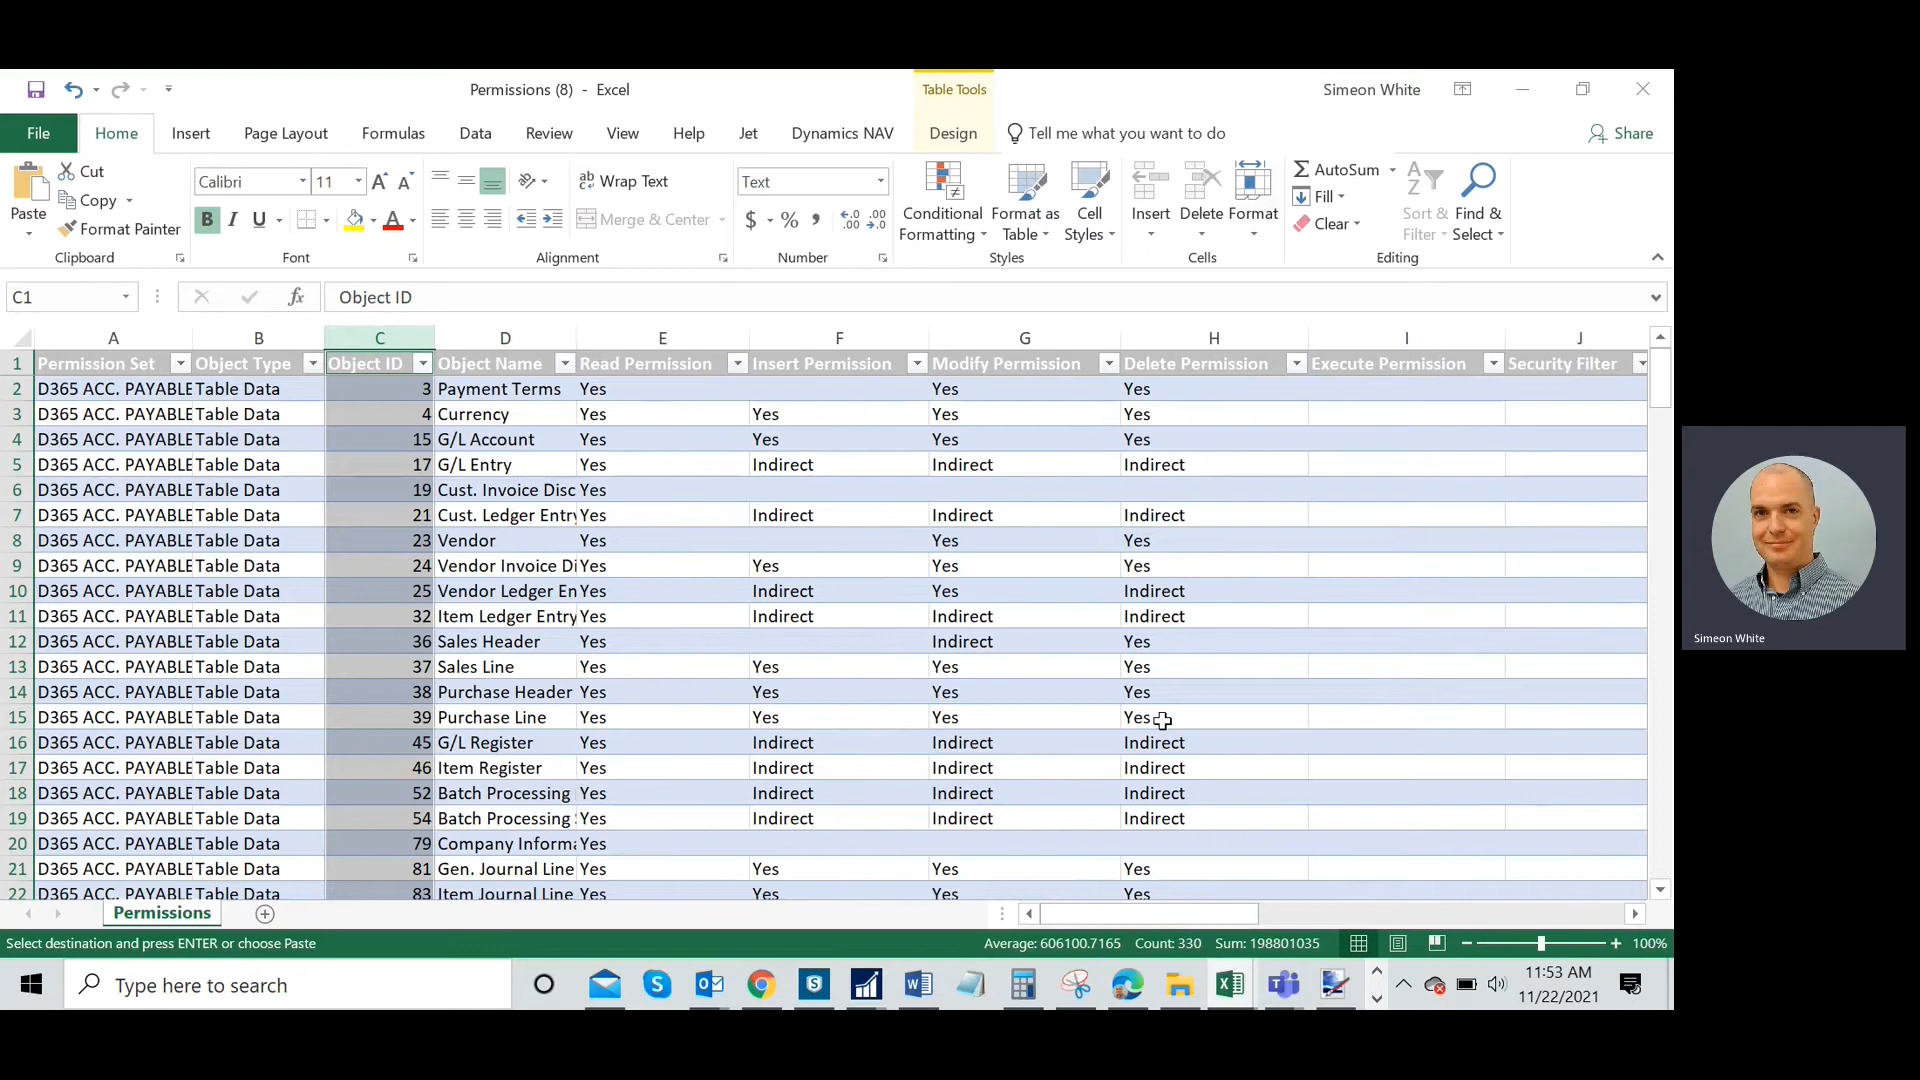 Permissions (8) - Excel
Table Tools
Simeon White
File Home Insert Page Layout Formulas Data Review View Help Jet Dynamics NAV Design Tell me what you want to do Share
Paste
Cut
Copy
Format Painter
Clipboard
Calibri 11
B I U
Font
Wrap Text
Merge & Center
Alignment
Text
$ % ,
Number
Conditional Formatting
Format as Table
Cell Styles
Styles
Insert Delete Format
Cells
AutoSum
Fill
Clear
Sort & Filter
Find & Select
Editing
C1 fx Object ID
A B C D E F G H I J
1 Permission Set Object Type Object ID Object Name Read Permission Insert Permission Modify Permission Delete Permission Execute Permission Security Filter
2 D365 ACC. PAYABLE Table Data 3 Payment Terms Yes Yes Yes
3 D365 ACC. PAYABLE Table Data 4 Currency Yes Yes Yes Yes
4 D365 ACC. PAYABLE Table Data 15 G/L Account Yes Yes Yes Yes
5 D365 ACC. PAYABLE Table Data 17 G/L Entry Yes Indirect Indirect Indirect
6 D365 ACC. PAYABLE Table Data 19 Cust. Invoice Disc Yes
7 D365 ACC. PAYABLE Table Data 21 Cust. Ledger Entry Yes Indirect Indirect Indirect
8 D365 ACC. PAYABLE Table Data 23 Vendor Yes Yes Yes
9 D365 ACC. PAYABLE Table Data 24 Vendor Invoice Di Yes Yes Yes Yes
10 D365 ACC. PAYABLE Table Data 25 Vendor Ledger En Yes Indirect Yes Indirect
11 D365 ACC. PAYABLE Table Data 32 Item Ledger Entry Yes Indirect Indirect Indirect
12 D365 ACC. PAYABLE Table Data 36 Sales Header Yes Indirect Yes
13 D365 ACC. PAYABLE Table Data 37 Sales Line Yes Yes Yes Yes
14 D365 ACC. PAYABLE Table Data 38 Purchase Header Yes Yes Yes Yes
15 D365 ACC. PAYABLE Table Data 39 Purchase Line Yes Yes Yes Yes
16 D365 ACC. PAYABLE Table Data 45 G/L Register Yes Indirect Indirect Indirect
17 D365 ACC. PAYABLE Table Data 46 Item Register Yes Indirect Indirect Indirect
18 D365 ACC. PAYABLE Table Data 52 Batch Processing Yes Indirect Indirect Indirect
19 D365 ACC. PAYABLE Table Data 54 Batch Processing Yes Indirect Indirect Indirect
20 D365 ACC. PAYABLE Table Data 79 Company Informa Yes
21 D365 ACC. PAYABLE Table Data 81 Gen. Journal Line Yes Yes Yes Yes
22 D365 ACC. PAYABLE Table Data 83 Item Journal Line Yes Yes Yes Yes
Permissions
Select destination and press ENTER or choose Paste Average: 606100.7165 Count: 330 Sum: 198801035 100%
Type here to search
11:53 AM
11/22/2021
Simeon White